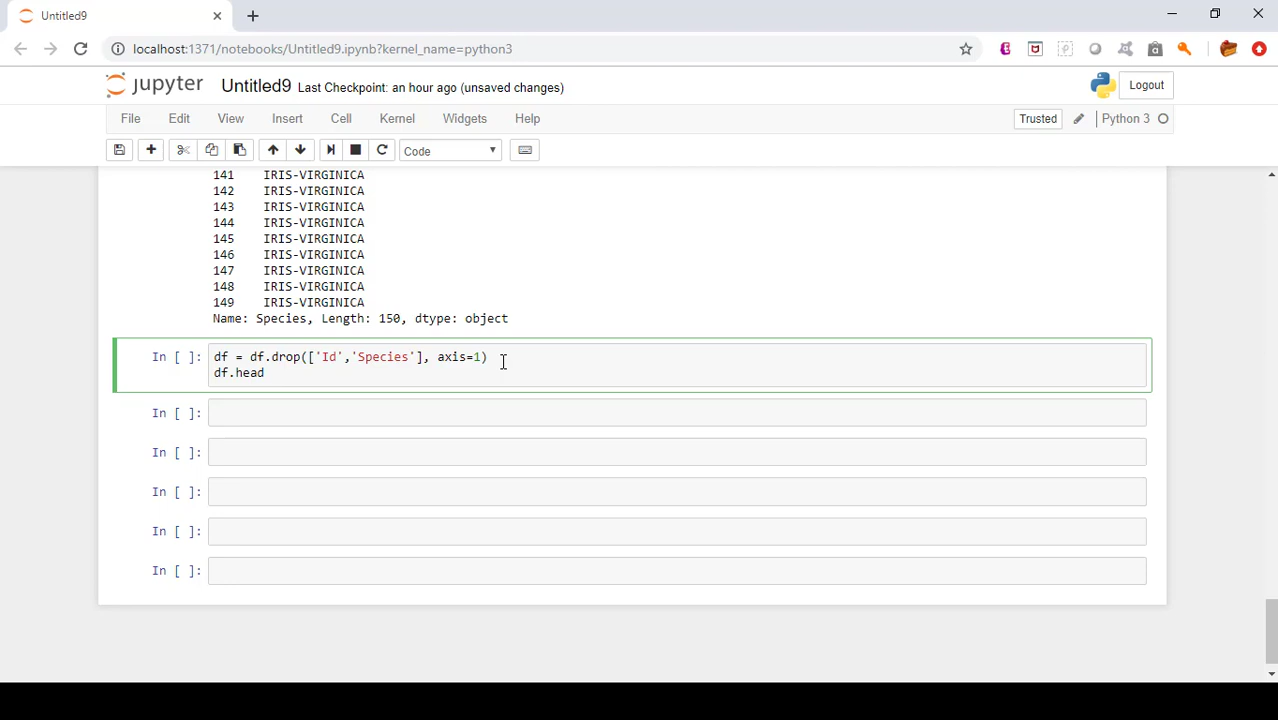 Untitled9
localhost:1371/notebooks/Untitled9.ipynb?kernel_name=python3
jupyter Untitled9 Last Checkpoint: an hour ago (unsaved changes) Logout
File Edit View Insert Cell Kernel Widgets Help Trusted Python 3
Code
141 IRIS-VIRGINICA
142 IRIS-VIRGINICA
143 IRIS-VIRGINICA
144 IRIS-VIRGINICA
145 IRIS-VIRGINICA
146 IRIS-VIRGINICA
147 IRIS-VIRGINICA
148 IRIS-VIRGINICA
149 IRIS-VIRGINICA
Name: Species, Length: 150, dtype: object
In [ ]: df = df.drop(['Id','Species'], axis=1)
df.head
In [ ]:
In [ ]:
In [ ]:
In [ ]:
In [ ]: